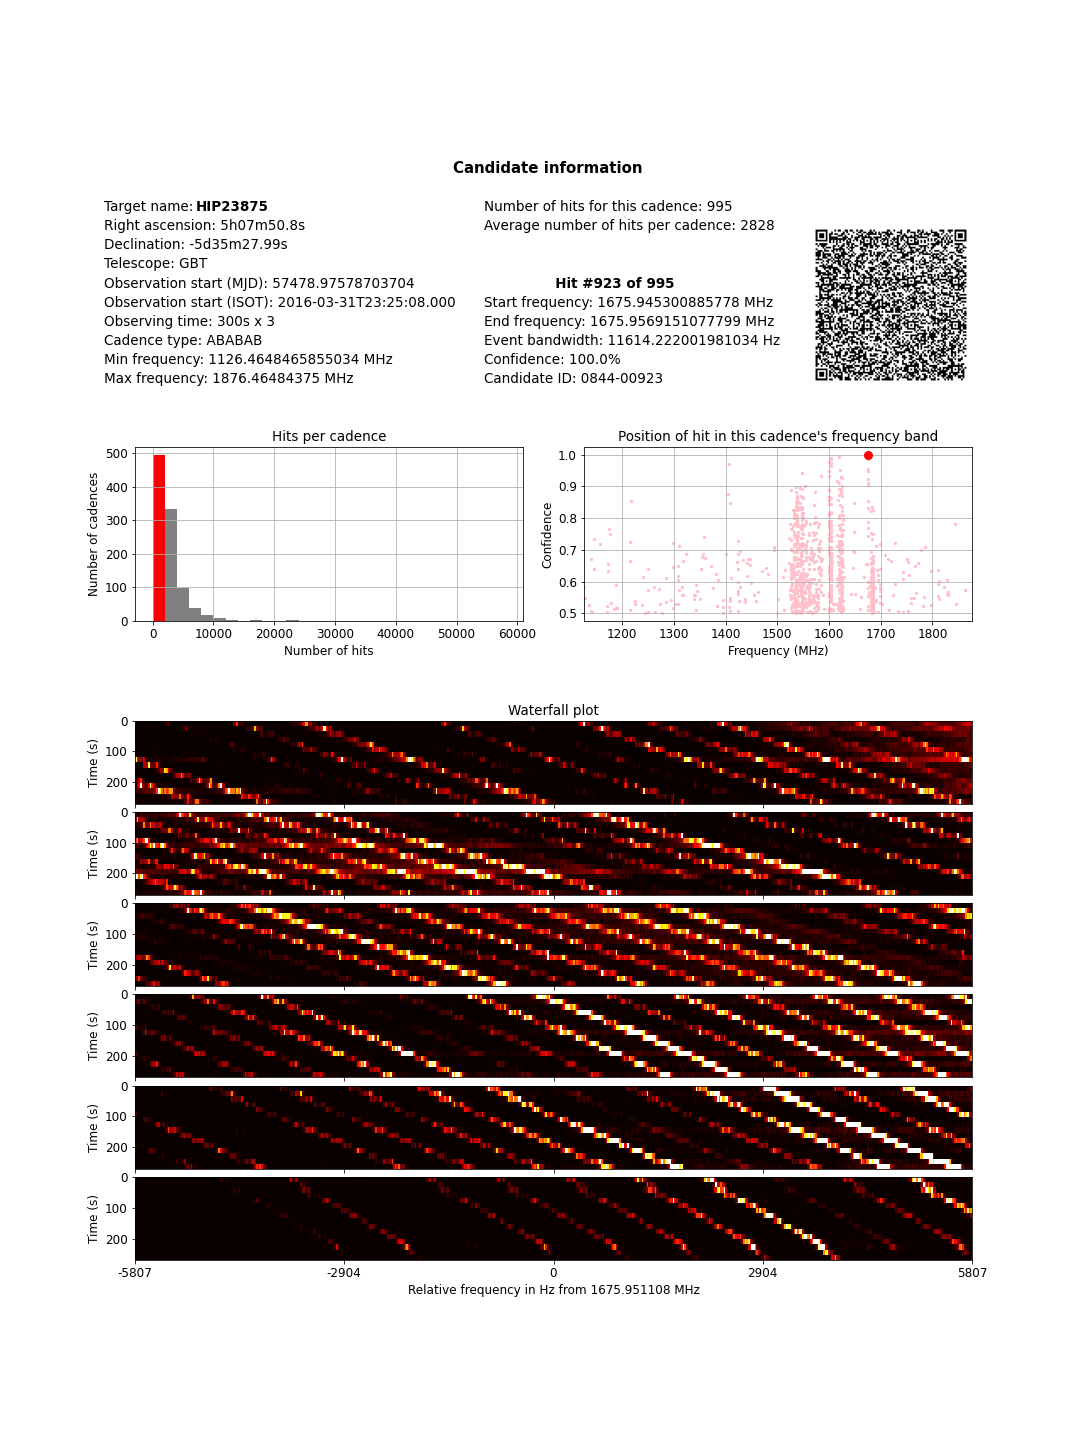 Candidate information
Target name: HIP23875
Right ascension: 5h07m50.8s
Declination: -5d35m27.99s
Telescope: GBT
Observation start (MJD): 57478.97578703704
Observation start (ISOT): 2016-03-31T23:25:08.000
Observing time: 300s x 3
Cadence type: ABABAB
Min frequency: 1126.4648465855034 MHz
Max frequency: 1876.46484375 MHz
Number of hits for this cadence: 995
Average number of hits per cadence: 2828
Hit #923 of 995
Start frequency: 1675.945300885778 MHz
End frequency: 1675.9569151077799 MHz
Event bandwidth: 11614.222001981034 Hz
Confidence: 100.0%
Candidate ID: 0844-00923
Hits per cadence
Number of cadences
500
400
300
200
100
0
0 10000 20000 30000 40000 50000 60000
Number of hits
Position of hit in this cadence's frequency band
Confidence
1.0
0.9
0.8
0.7
0.6
0.5
1200 1300 1400 1500 1600 1700 1800
Frequency (MHz)
Waterfall plot
Time (s)
0
100
200
Time (s)
0
100
200
Time (s)
0
100
200
Time (s)
0
100
200
Time (s)
0
100
200
Time (s)
0
100
200
-5807 -2904 0 2904 5807
Relative frequency in Hz from 1675.951108 MHz